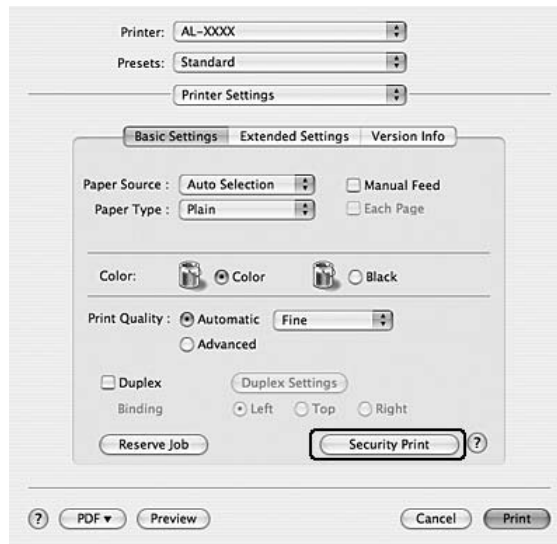 Printer: AL-XXXX
Presets: Standard
Printer Settings
Basic Settings Extended Settings Version Info
Paper Source : Auto Selection Manual Feed
Paper Type : Plain Each Page
Color: Color Black
Print Quality : Automatic Fine
Advanced
Duplex Duplex Settings
Binding Left Top Right
Reserve Job Security Print ?
? PDF▼ Preview Cancel Print